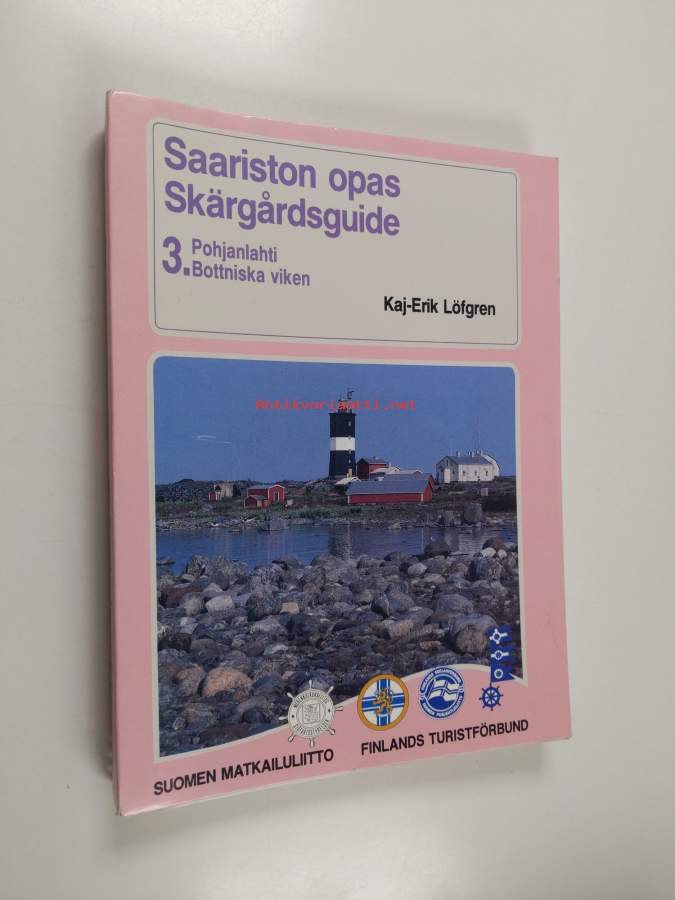 Saariston opas
Skärgårdsguide
3. Pohjanlahti
Bottniska viken
Kaj-Erik Löfgren
Antikvariaatti.net
SUOMEN MATKAILULIITTO
FINLANDS TURISTFÖRBUND